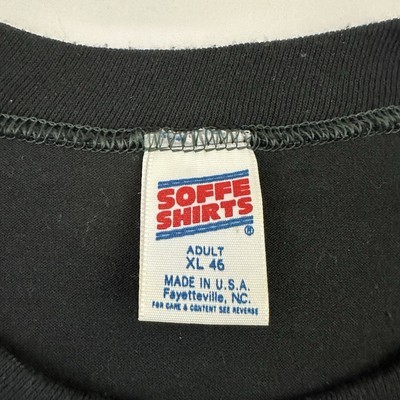 SOFFE
SHIRTS®
ADULT
XL 46
MADE IN U.S.A.
Fayetteville, NC.
FOR CARE & CONTENT SEE REVERSE